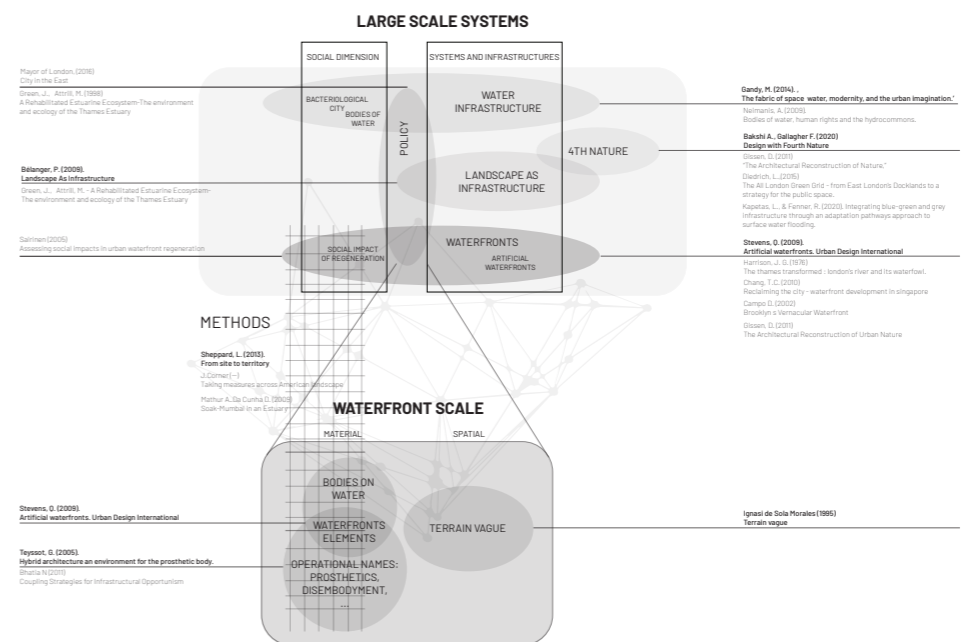 LARGE SCALE SYSTEMS
SOCIAL DIMENSION
SYSTEMS AND INFRASTRUCTURES
Mayor of London, (2016)
City in the East
Green, J., Attrill, M. (1996)
A Rehabilitated Estuarine Ecosystem-The environment
and ecology of the Thames Estuary
Bélanger, P. (2009).
Landscape As Infrastructure
Green, J., Attrill, M. - A Rehabilitated Estuarine Ecosystem-
The environment and ecology of the Thames Estuary
Sairinen (2005)
Assessing social impacts in urban waterfront regeneration
BACTERIOLOGICAL
CITY
BODIES OF
WATER
POLICY
WATER
INFRASTRUCTURE
4TH NATURE
LANDSCAPE AS
INFRASTRUCTURE
WATERFRONTS
SOCIAL IMPACT
OF REGENERATION
ARTIFICIAL
WATERFRONTS
Gandy, M. (2014). .
The fabric of space water, modernity, and the urban imagination.'
Neimanis, A.(2009).
Bodies of water, human rights and the hydrocommons.
Bakshi A., Gallagher F.(2020)
Design with Fourth Nature
Gissen, D. (2011)
"The Architectural Reconstruction of Nature,"
Diedrich, L.,(2015)
The All London Green Grid - from East London's Docklands to a
strategy for the public space.
Kapetas, L., & Fenner, R. (2020). Integrating blue-green and grey
infrastructure through an adaptation pathways approach to
surface water flooding.
Stevens, Q. (2009).
Artificial waterfronts. Urban Design International
Harrison, J. G. (1976)
The thames transformed : london's river and its waterfowl.
Chang, T.C. (2010)
Reclaiming the city - waterfront development in singapore
Campo D. (2002)
Brooklyn s Vernacular Waterfront
Gissen, D. (2011)
The Architectural Reconstruction of Urban Nature
METHODS
Sheppard, L. (2013).
From site to territory
J.Corner (--)
Taking measures across American landscape
Mathur A.,Da Cunha D. (2009)
Soak-Mumbai in an Estuary
WATERFRONT SCALE
MATERIAL
SPATIAL
BODIES ON
WATER
WATERFRONTS
ELEMENTS
OPERATIONAL NAMES:
PROSTHETICS,
DISEMBODYMENT,
...
TERRAIN VAGUE
Stevens, Q. (2009).
Artificial waterfronts. Urban Design International
Teyssot, G. (2005).
Hybrid architecture an environment for the prosthetic body.
Bhatia N (2011)
Coupling Strategies for Infrastructural Opportunism
Ignasi de Sola Morales (1995)
Terrain vague